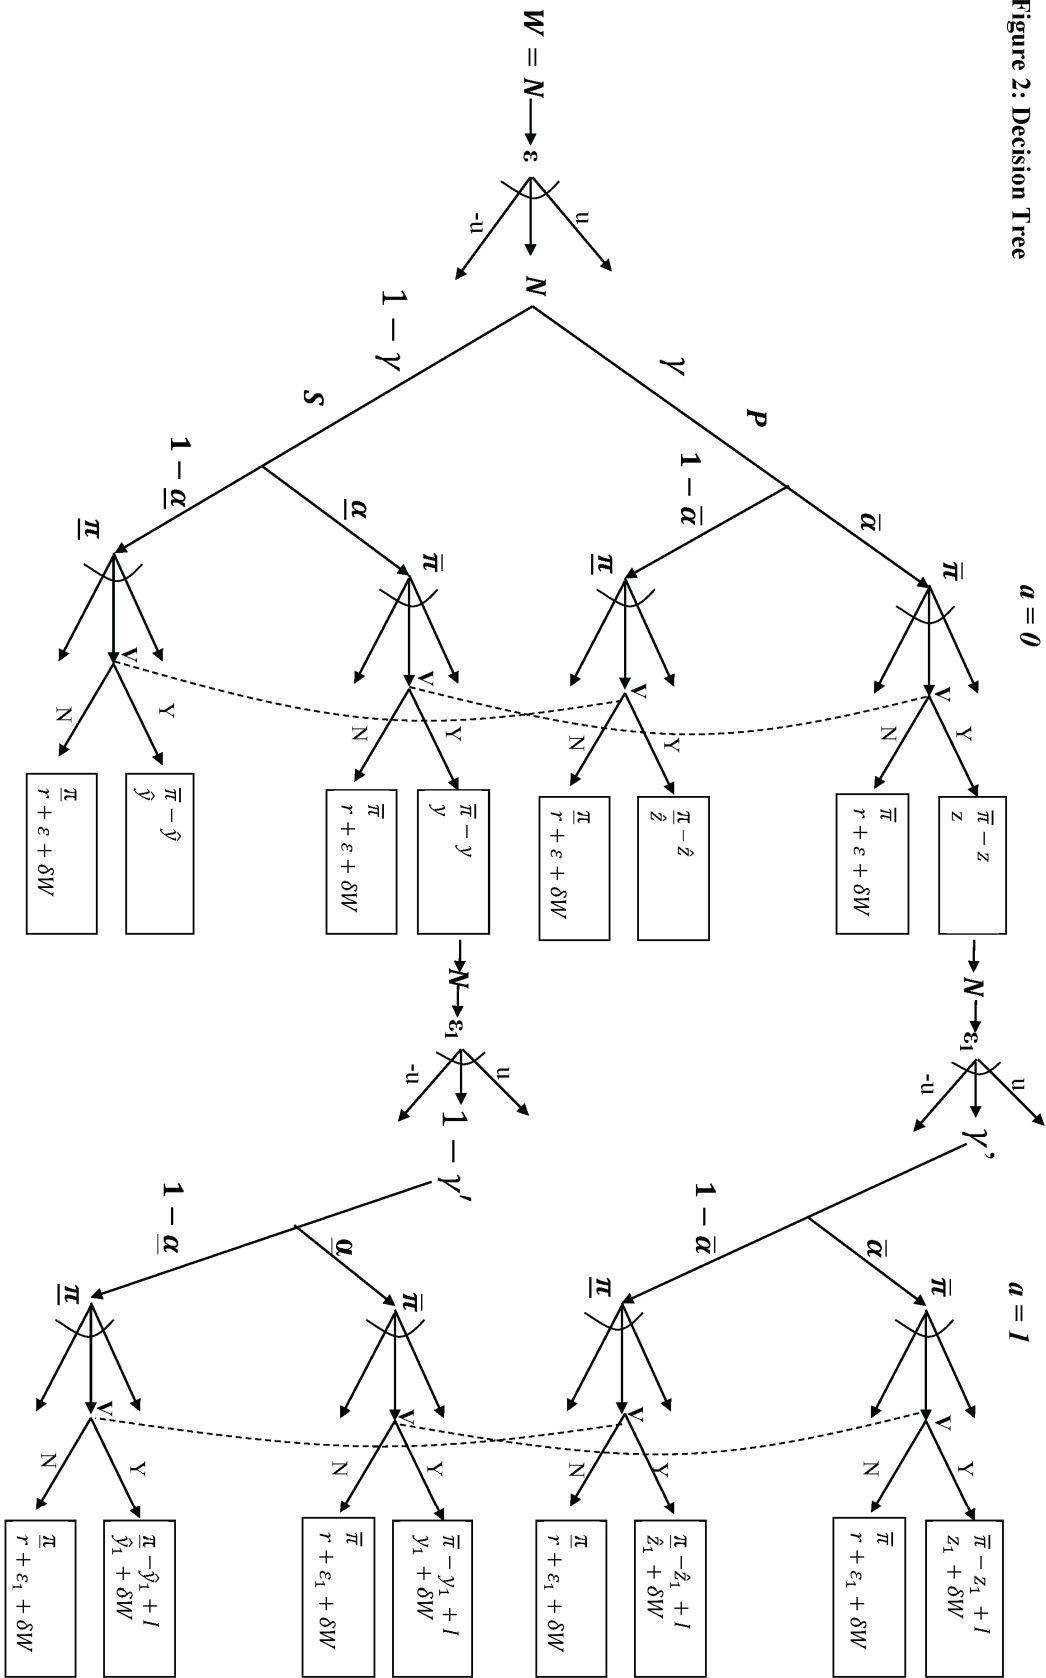 Figure 2: Decision Tree
a = 0
a = 1
π̅
α̅
V
Y
N
π̅ − z
z
π̅
r + ε + δW
P
γ
1 − α̅
π̲
V
Y
N
π̲ − ẑ
ẑ
π̲
r + ε + δW
W = N
ε
u
-u
N
1 − γ
S
α̲
π̅
V
Y
N
π̅ − y
y
π̅
r + ε + δW
1 − α̲
π̲
V
Y
N
π̅ − ŷ
ŷ
π̲
r + ε + δW
N
ε₁
u
-u
γ’
α̅
π̅
V
Y
N
π̅ − z₁ + I
z₁ + δW
π̅
r + ε₁ + δW
1 − α̅
π̲
V
Y
N
π̲ − ẑ₁ + I
ẑ₁ + δW
π̲
r + ε₁ + δW
N
ε₁
u
-u
1 − γ′
α̲
π̅
V
Y
N
π̅ − y₁ + I
y₁ + δW
π̅
r + ε₁ + δW
1 − α̲
π̲
V
Y
N
π̲ − ŷ₁ + I
ŷ₁ + δW
π̲
r + ε₁ + δW